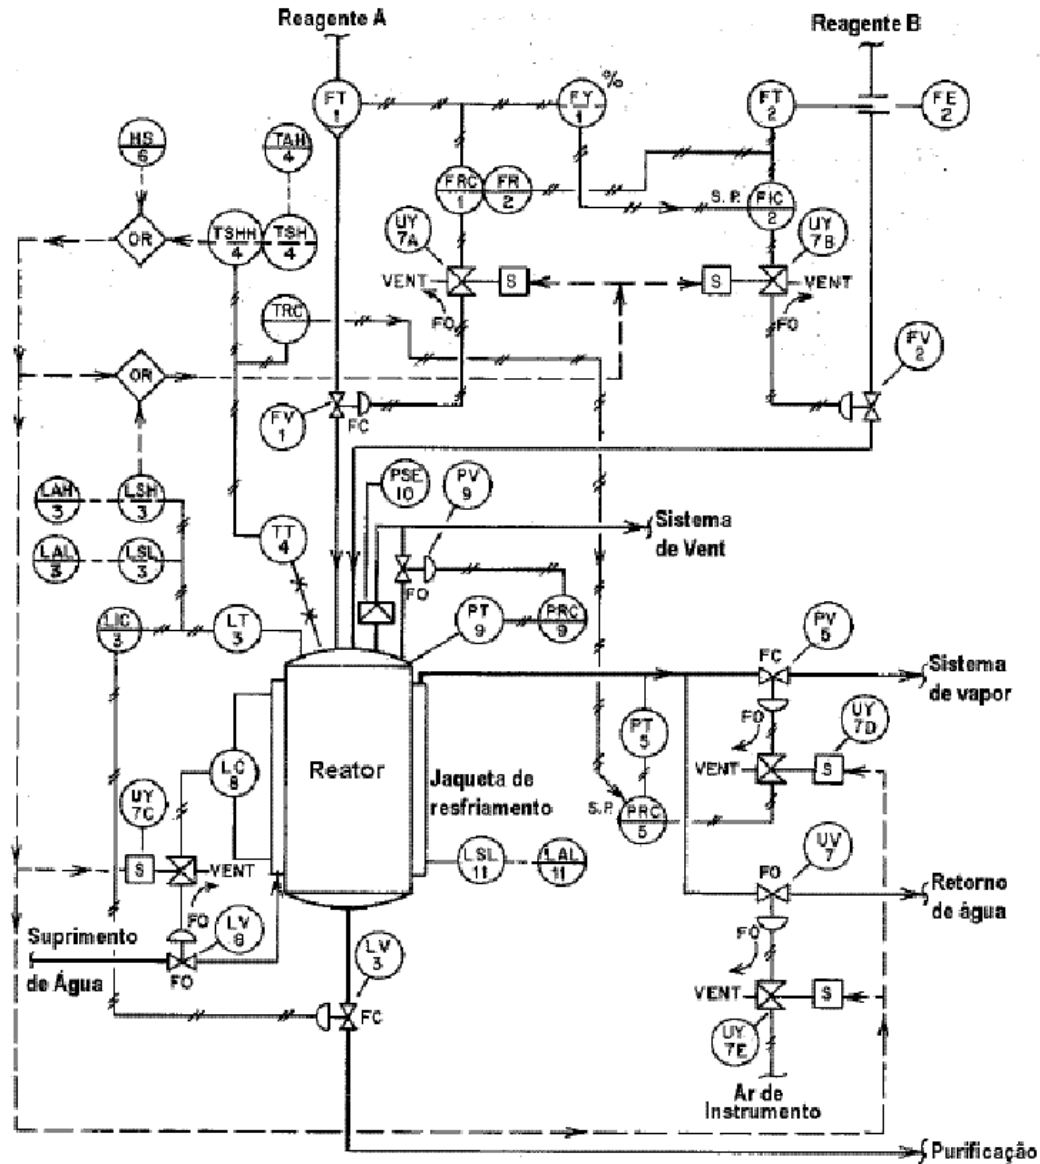 Reagente A
Reagente B
FT
1
%
FY
1
FT
2
FE
2
HS
6
TAH
4
FRC
1
FR
2
S.P.
FIC
2
OR
TSHH
4
TSH
4
UY
7A
UY
7B
VENT
S
S
VENT
FO
FO
TRC
OR
FV
2
FV
1
FC
LAH
3
LSH
3
PSE
10
PV
9
LAL
3
LSL
3
TT
4
Sistema
de Vent
FO
LIC
3
LT
3
PT
9
PRC
9
PV
FC
Sistema
de vapor
FO
UY
7D
PT
5
LC
8
Reator
Jaqueta de
resfriamento
VENT
S
S.P.
PRC
5
UY
7C
UV
7
S
VENT
LSL
11
LAL
11
FO
Retorno
de água
FO
FO
Suprimento
de Água
LV
FO
LV
3
VENT
S
FC
UY
7E
Ar de
Instrumento
Purificação